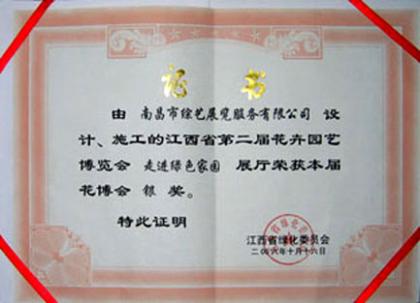 证书
由 南昌市综艺展览服务有限公司 设
计、施工的江西省第二届花卉园艺
博览会 走进绿色家园 展厅荣获本届
花博会 银 奖。
特此证明
江西省绿化委员会
二〇〇六年十月十六日